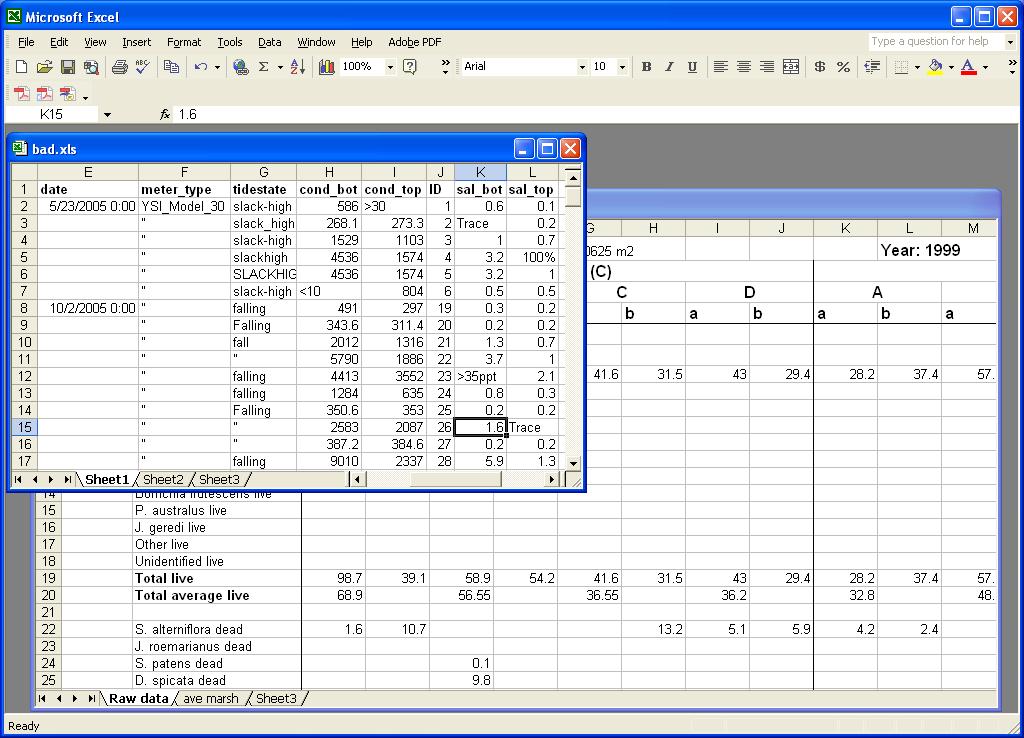 Microsoft Excel
File Edit View Insert Format Tools Data Window Help Adobe PDF Type a question for help
Σ 100% Arial 10 B I U $ %
K15 fx 1.6
bad.xls
E F G H I J K L
1 date meter_type tidestate cond_bot cond_top ID sal_bot sal_top
2 5/23/2005 0:00 YSI_Model_30 slack-high 586 >30 1 0.6 0.1
3 " slack_high 268.1 273.3 2 Trace 0.2
4 " slack-high 1529 1103 3 1 0.7
5 " slackhigh 4536 1574 4 3.2 100%
6 " SLACKHIG 4536 1574 5 3.2 1
7 " slack-high <10 804 6 0.5 0.5
8 10/2/2005 0:00 " falling 491 297 19 0.3 0.2
9 " Falling 343.6 311.4 20 0.2 0.2
10 " fall 2012 1316 21 1.3 0.7
11 " " 5790 1886 22 3.7 1
12 " falling 4413 3552 23 >35ppt 2.1
13 " falling 1284 635 24 0.8 0.3
14 " Falling 350.6 353 25 0.2 0.2
15 " " 2583 2087 26 1.6 Trace
16 " " 387.2 384.6 27 0.2 0.2
17 " falling 9010 2337 28 5.9 1.3
Sheet1 Sheet2 Sheet3
G H I J K L M
0625 m2 Year: 1999
(C)
C D A
b a b a b a
41.6 31.5 43 29.4 28.2 37.4 57.
14 Borrichia frutescens live
15 P. australus live
16 J. geredi live
17 Other live
18 Unidentified live
19 Total live 98.7 39.1 58.9 54.2 41.6 31.5 43 29.4 28.2 37.4 57.
20 Total average live 68.9 56.55 36.55 36.2 32.8 48.
21
22 S. alterniflora dead 1.6 10.7 13.2 5.1 5.9 4.2 2.4
23 J. roemarianus dead
24 S. patens dead 0.1
25 D. spicata dead 9.8
Raw data ave marsh Sheet3
Ready